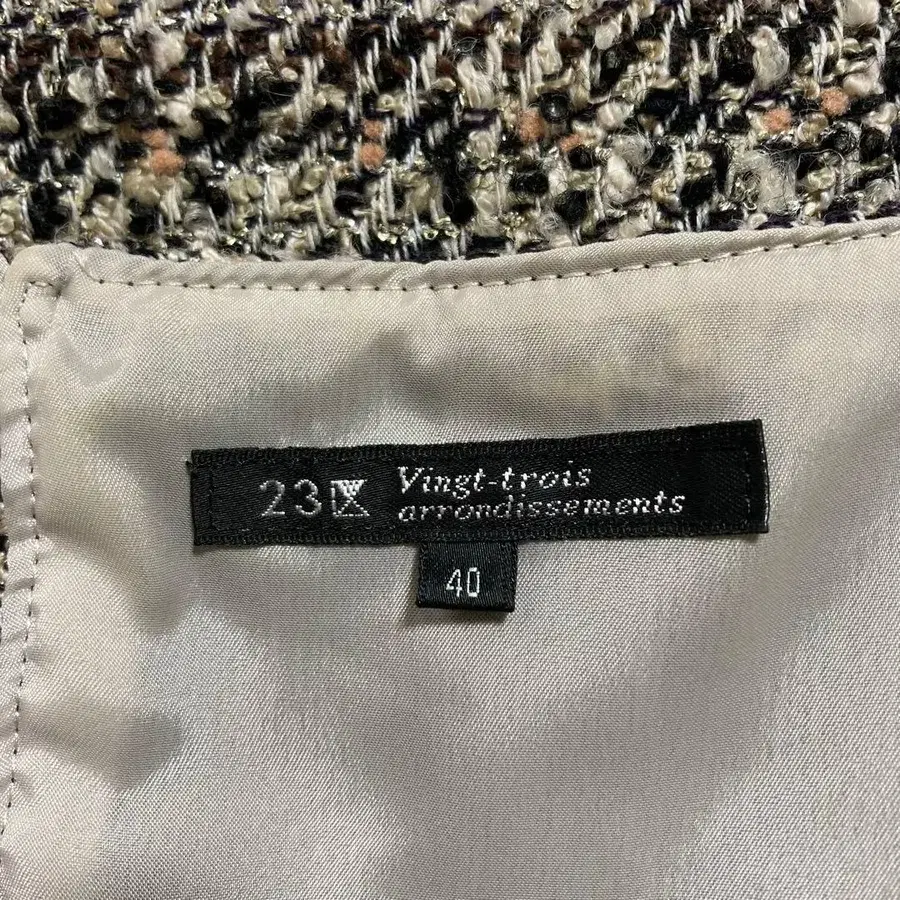 23区 Vingt-trois
arrondissements
40